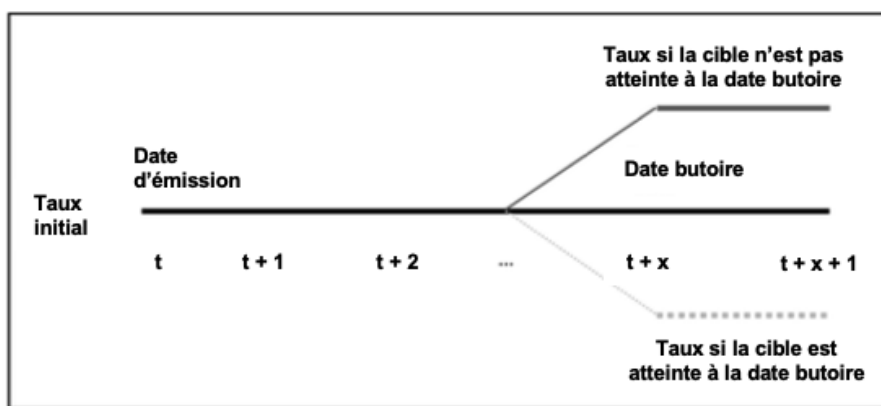 Taux si la cible n'est pas
atteinte à la date butoire
Date
d'émission
Date butoire
Taux
initial
t
t + 1
t + 2
...
t + x
t + x + 1
Taux si la cible est
atteinte à la date butoire